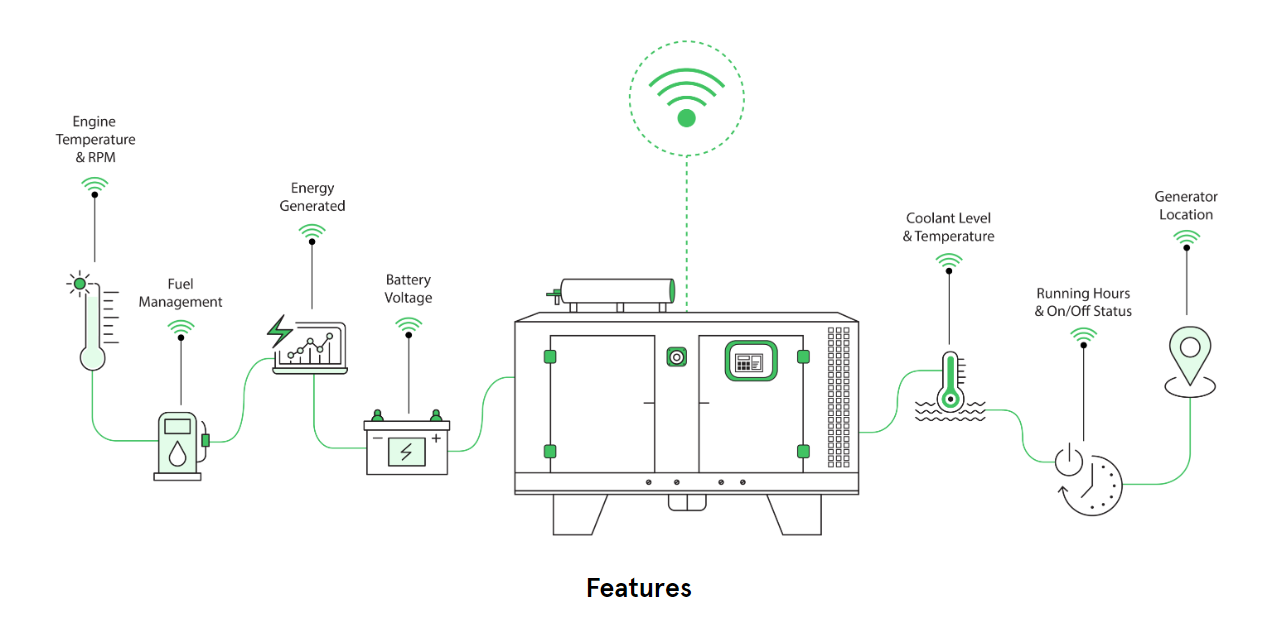 Engine
Temperature
& RPM
Fuel
Management
Energy
Generated
Battery
Voltage
Coolant Level
& Temperature
Running Hours
& On/Off Status
Generator
Location
Features